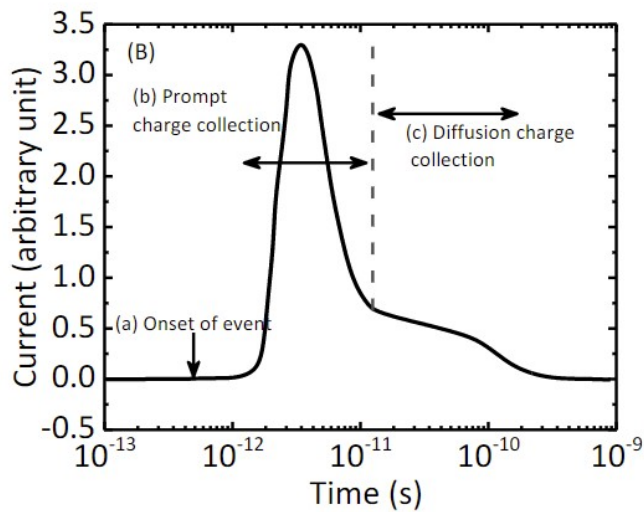 (B)
3.5
3.0
2.5
2.0
1.5
1.0
0.5
0.0
-0.5
Current (arbitrary unit)
(b) Prompt
charge collection
(c) Diffusion charge
collection
(a) Onset of event
10-13
10-12
10-11
10-10
10-9
Time (s)